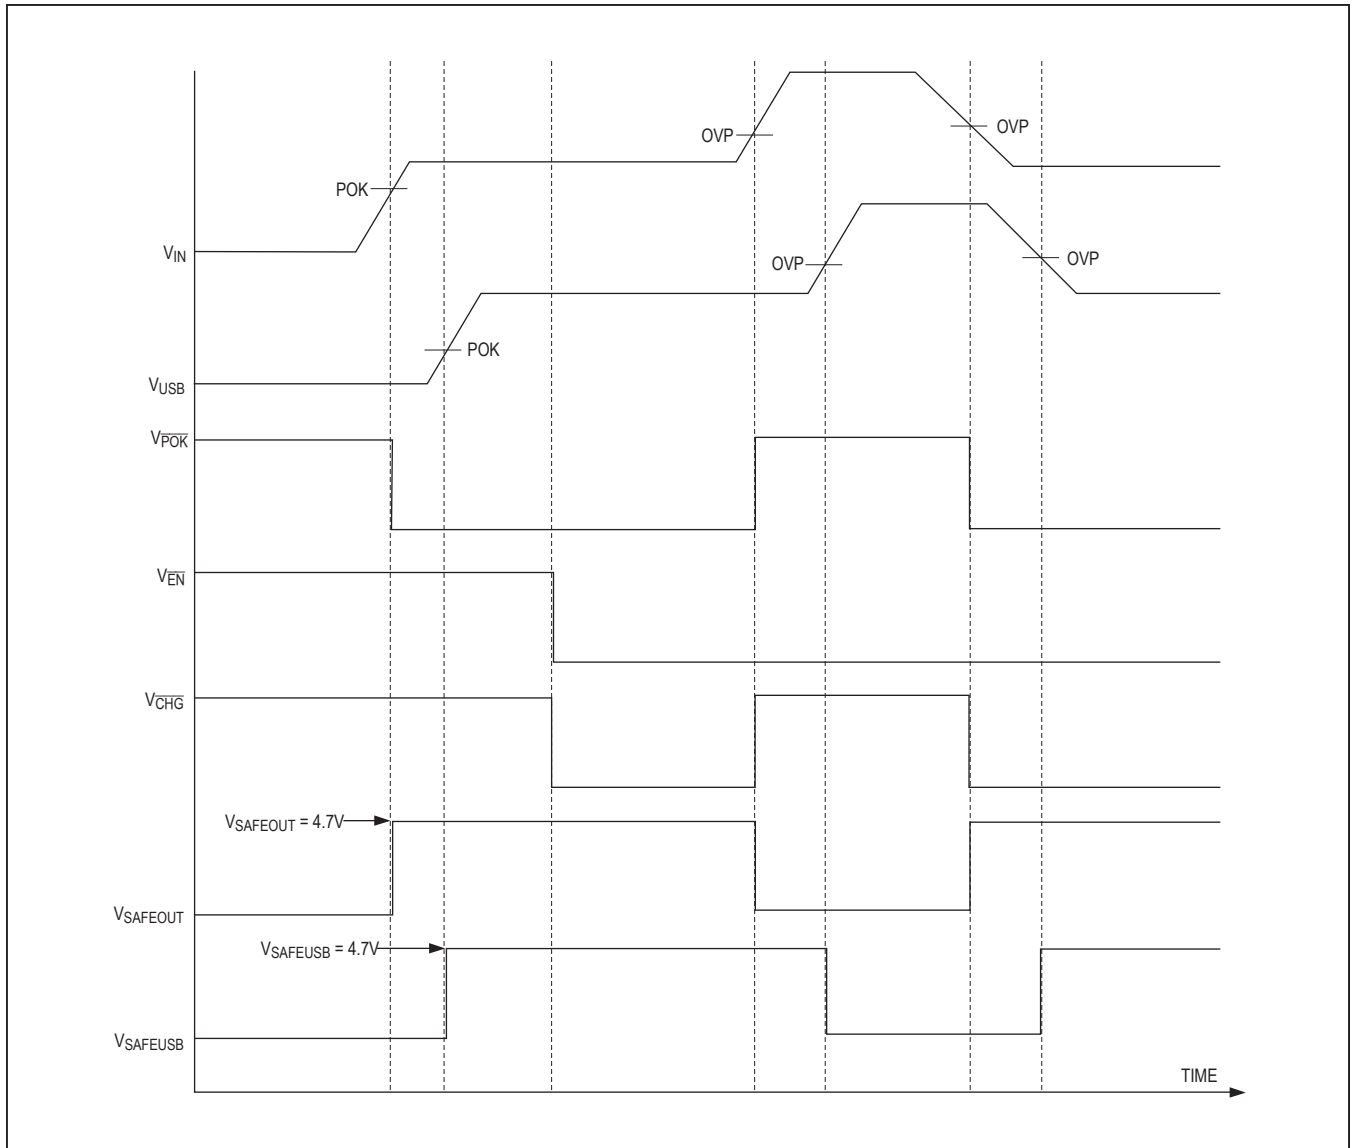 OVP
OVP
POK
VIN
OVP
OVP
POK
VUSB
VPOK
VEN
VCHG
VSAFEOUT = 4.7V
VSAFEOUT
VSAFEUSB = 4.7V
VSAFEUSB
TIME